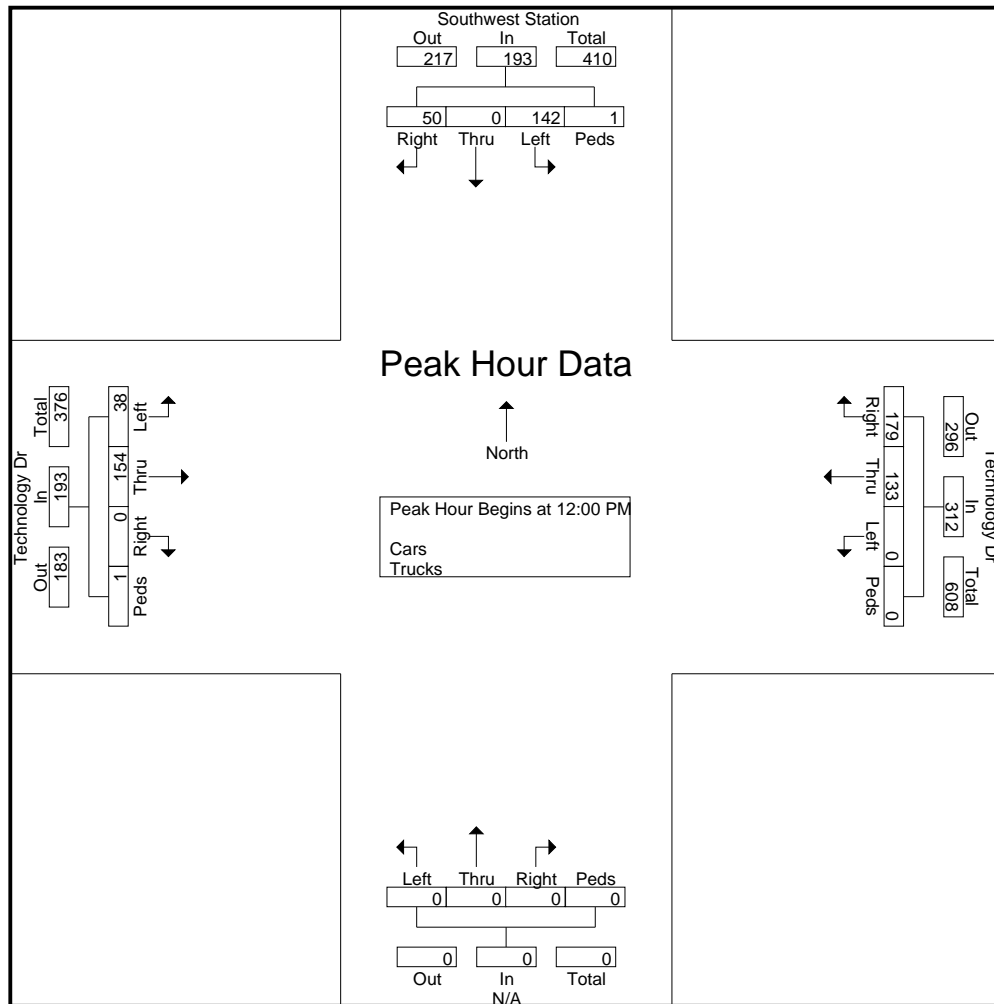 Southwest Station
Out In Total
217 193 410
50 0 142 1
Right Thru Left Peds
Peak Hour Data
North
Peak Hour Begins at 12:00 PM
Cars
Trucks
Technology Dr
Total In Out
376 193 183
38 154 0 1
Left Thru Right Peds
Technology Dr
Out In Total
296 312 608
179 133 0 0
Right Thru Left Peds
Left Thru Right Peds
0 0 0 0
0 0 0
Out In Total
N/A